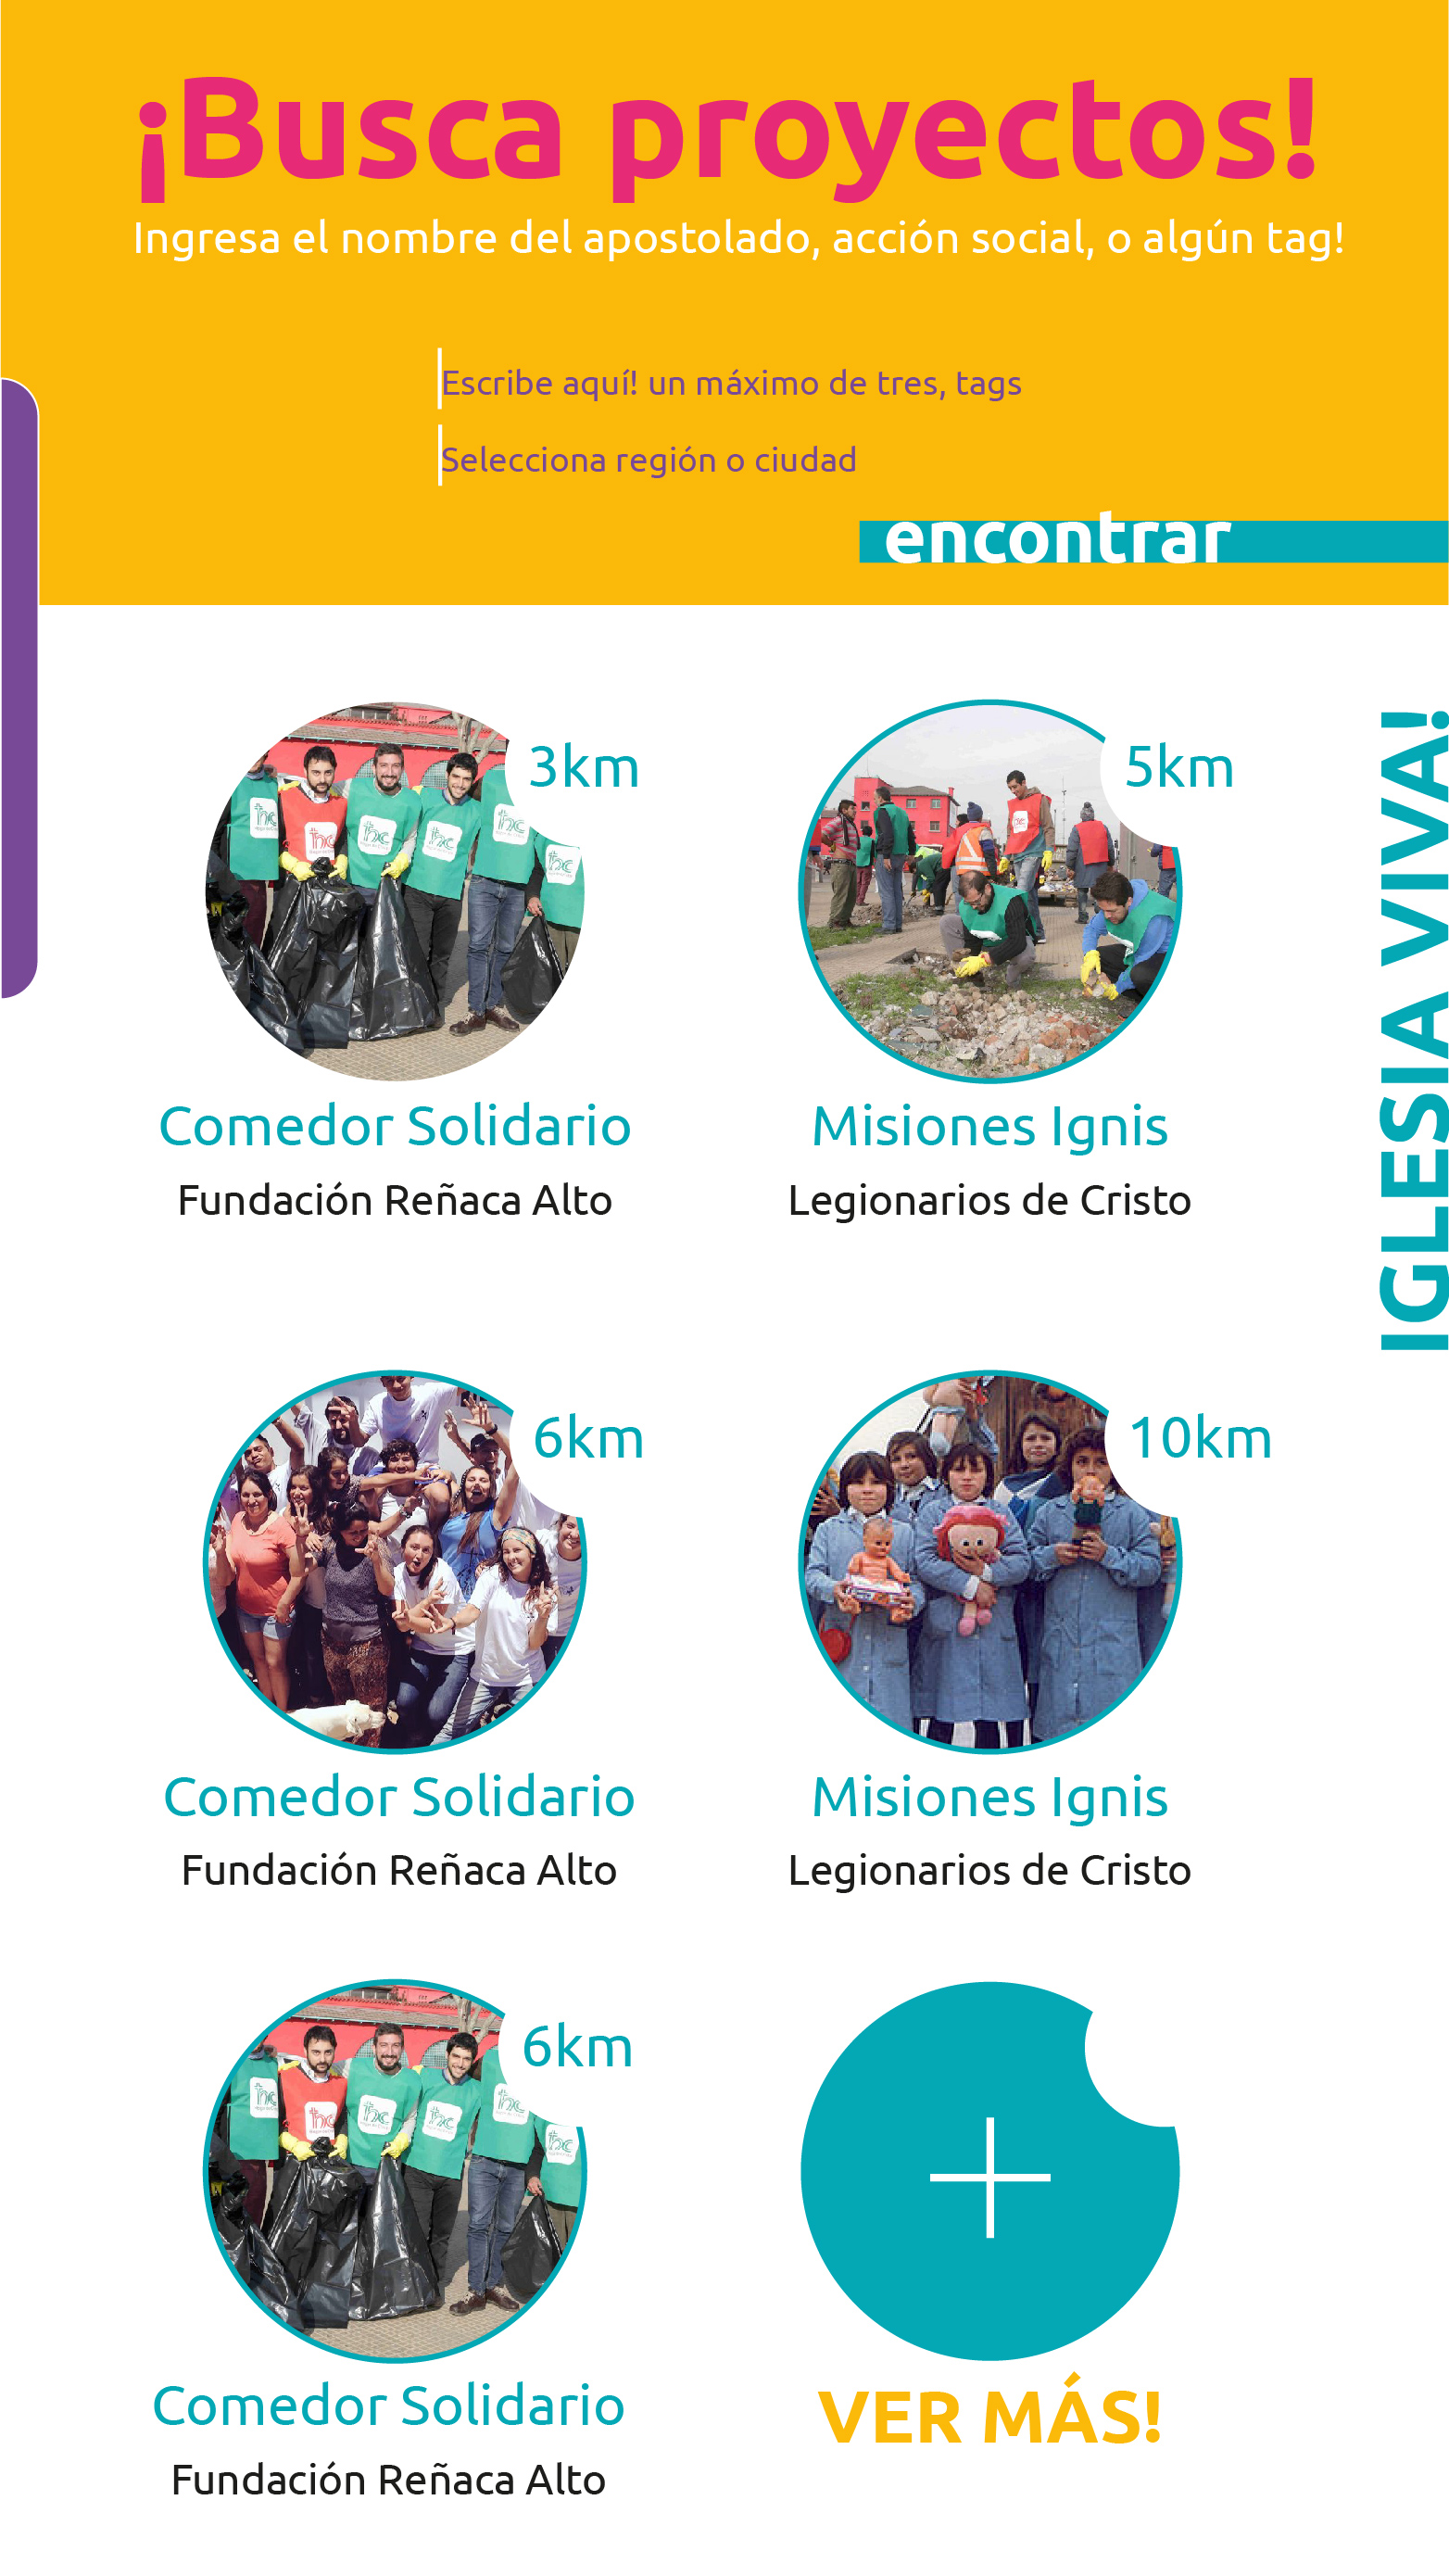 ¡Busca proyectos!
Ingresa el nombre del apostolado, acción social, o algún tag!
Escribe aquí! un máximo de tres, tags
Selecciona región o ciudad
encontrar
3km
5km
Comedor Solidario
Fundación Reñaca Alto
Misiones Ignis
Legionarios de Cristo
IGLESIA VIVA!
6km
10km
Comedor Solidario
Fundación Reñaca Alto
Misiones Ignis
Legionarios de Cristo
6km
Comedor Solidario
Fundación Reñaca Alto
VER MÁS!